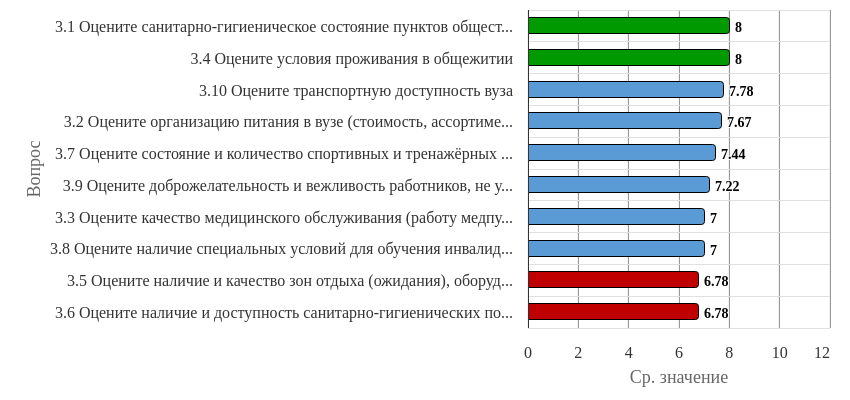 3.1 Оцените санитарно-гигиеническое состояние пунктов общест... 8
3.4 Оцените условия проживания в общежитии 8
3.10 Оцените транспортную доступность вуза 7.78
3.2 Оцените организацию питания в вузе (стоимость, ассортиме... 7.67
3.7 Оцените состояние и количество спортивных и тренажёрных ... 7.44
3.9 Оцените доброжелательность и вежливость работников, не у... 7.22
3.3 Оцените качество медицинского обслуживания (работу медпу... 7
3.8 Оцените наличие специальных условий для обучения инвалид... 7
3.5 Оцените наличие и качество зон отдыха (ожидания), оборуд... 6.78
3.6 Оцените наличие и доступность санитарно-гигиенических по... 6.78
Вопрос
0 2 4 6 8 10 12
Ср. значение